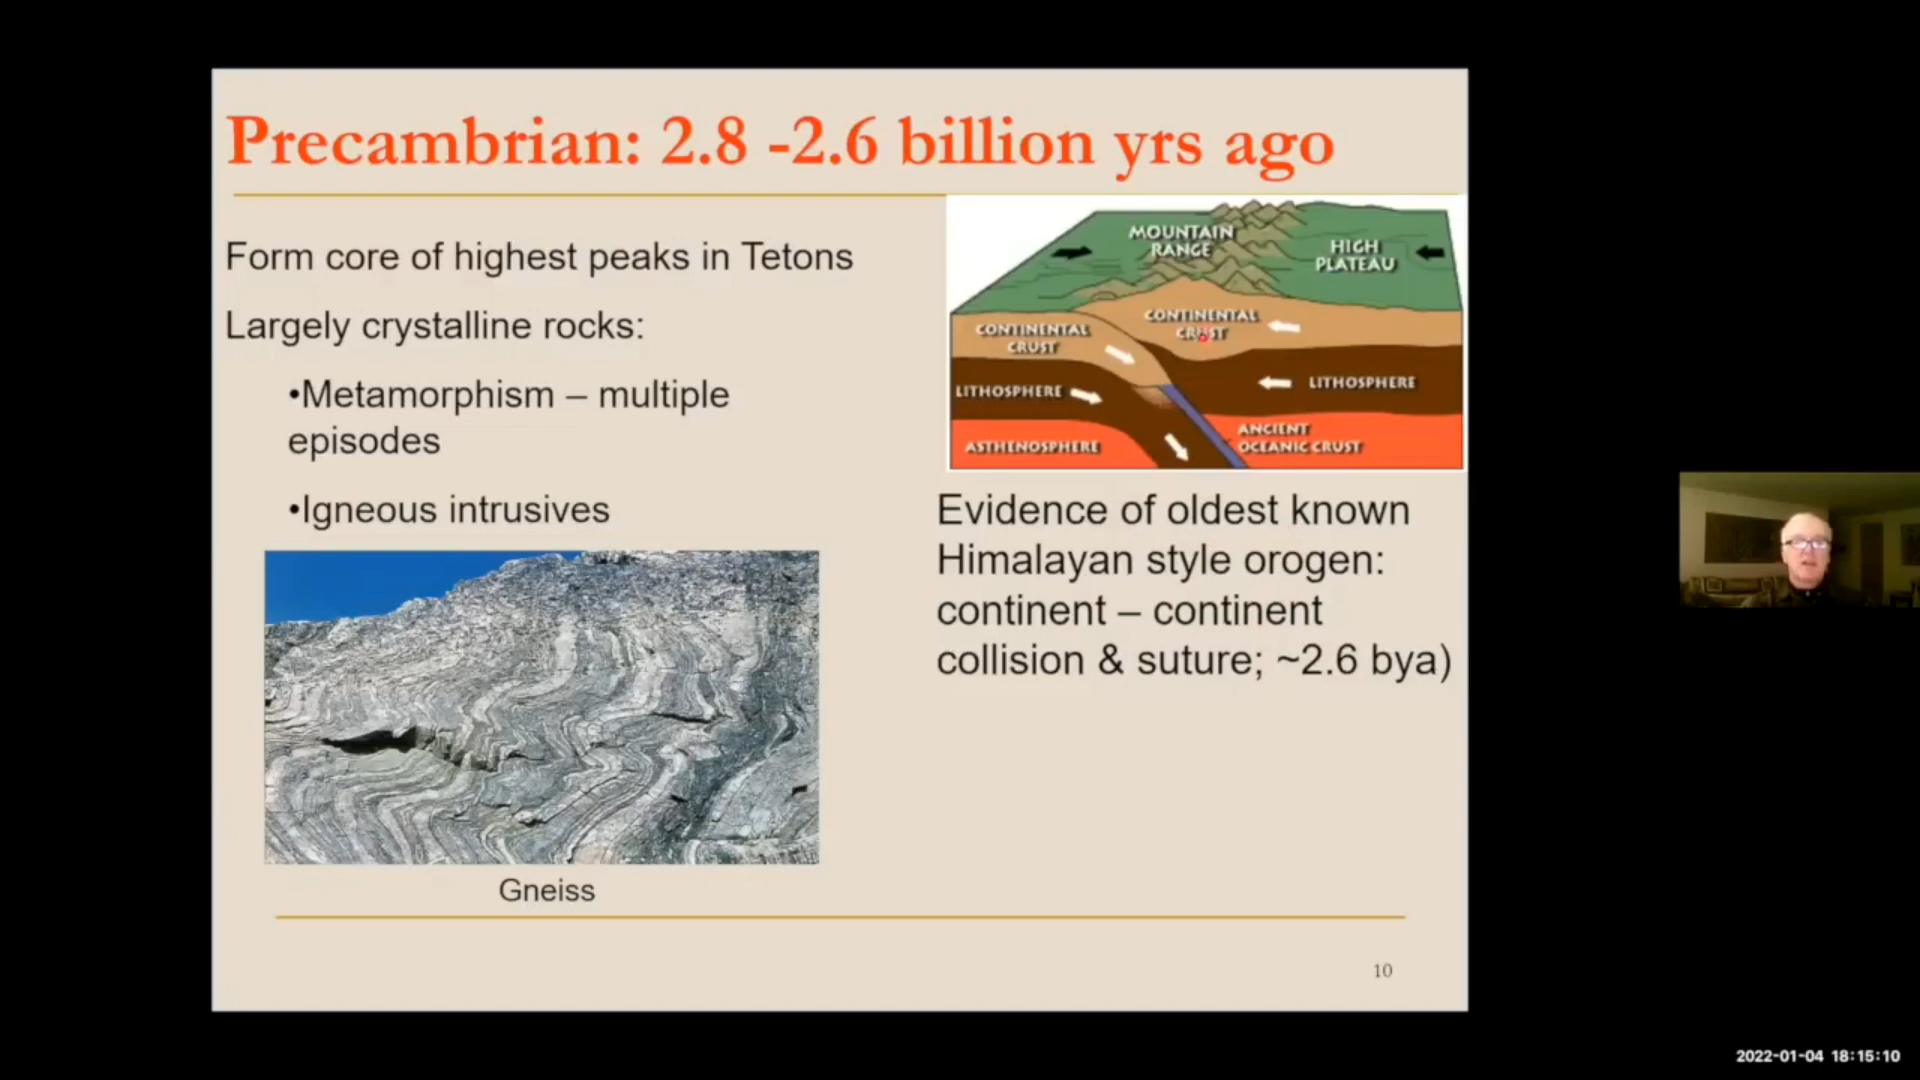 Precambrian: 2.8 -2.6 billion yrs ago
Form core of highest peaks in Tetons
Largely crystalline rocks:
•Metamorphism – multiple
episodes
•Igneous intrusives
Gneiss
MOUNTAIN
RANGE
HIGH
PLATEAU
CONTINENTAL
CRUST
CONTINENTAL
CRUST
LITHOSPHERE
LITHOSPHERE
ASTHENOSPHERE
ANCIENT
OCEANIC CRUST
Evidence of oldest known
Himalayan style orogen:
continent – continent
collision & suture; ~2.6 bya)
10
2022-01-04 18:15:10